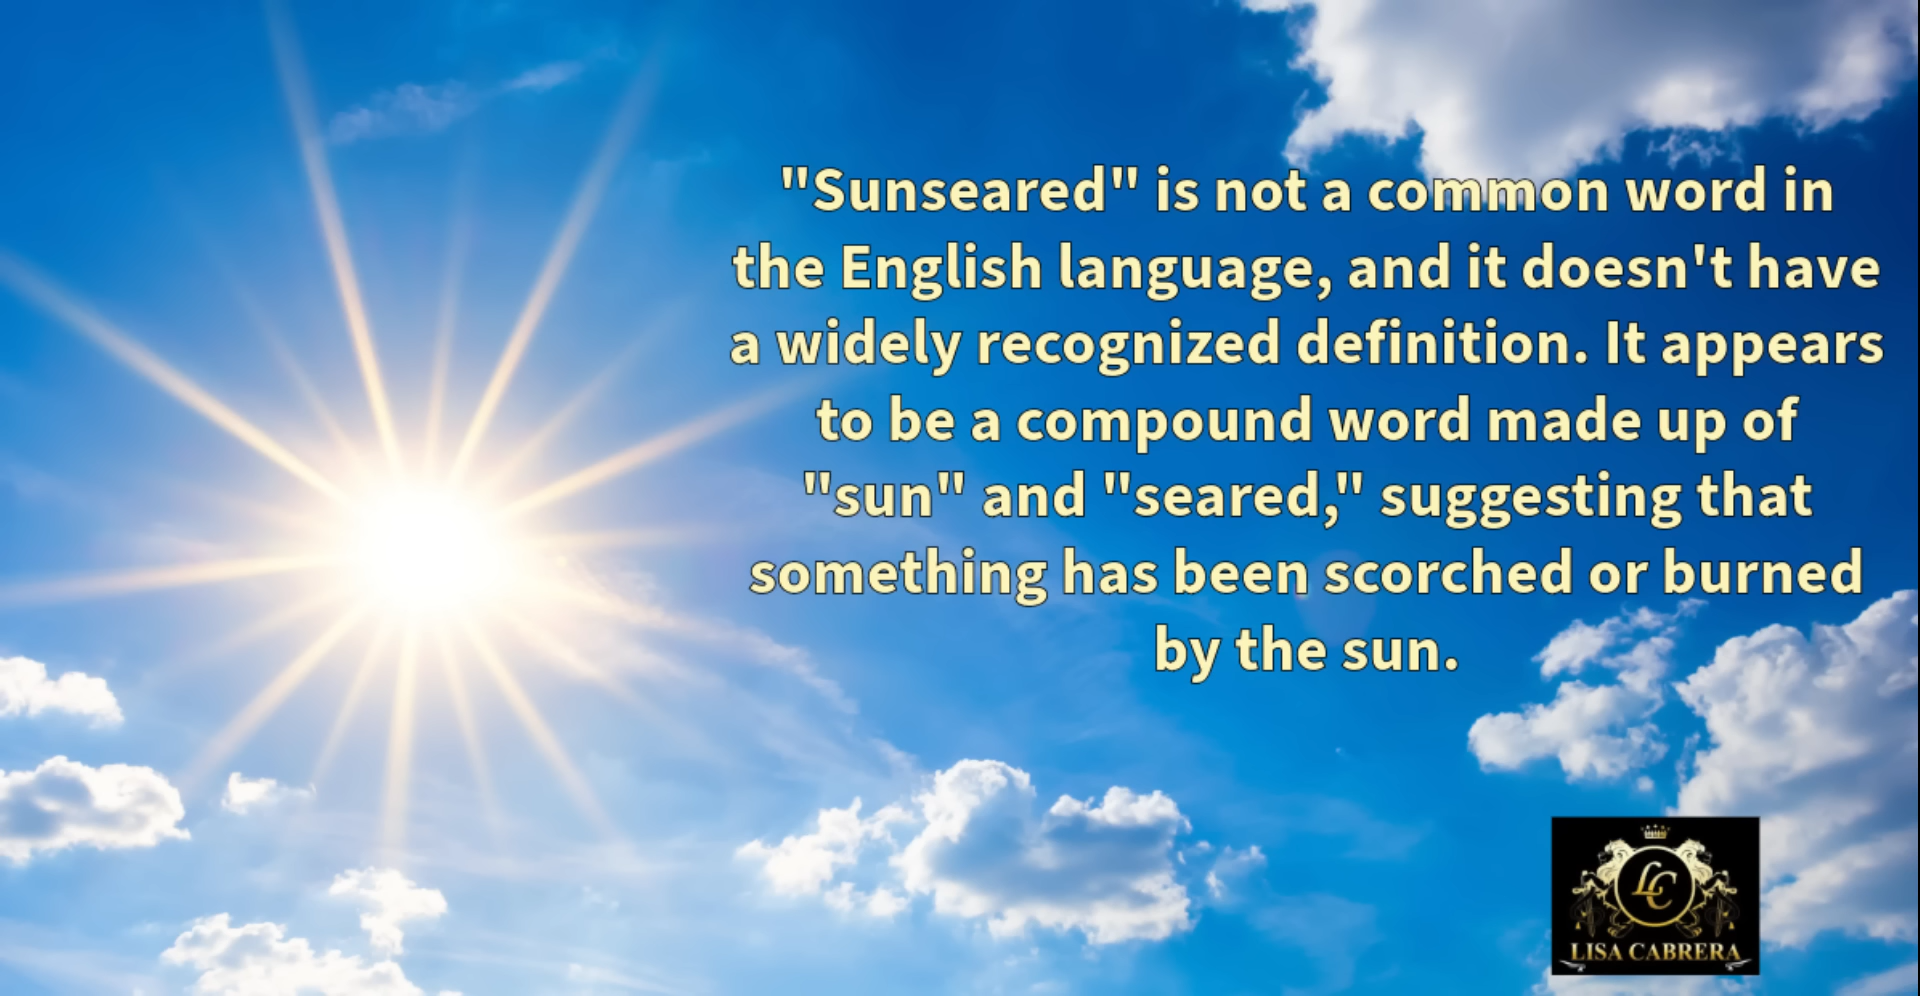 "Sunseared" is not a common word in
the English language, and it doesn't have
a widely recognized definition. It appears
to be a compound word made up of
"sun" and "seared," suggesting that
something has been scorched or burned
by the sun.
LC
LISA CABRERA